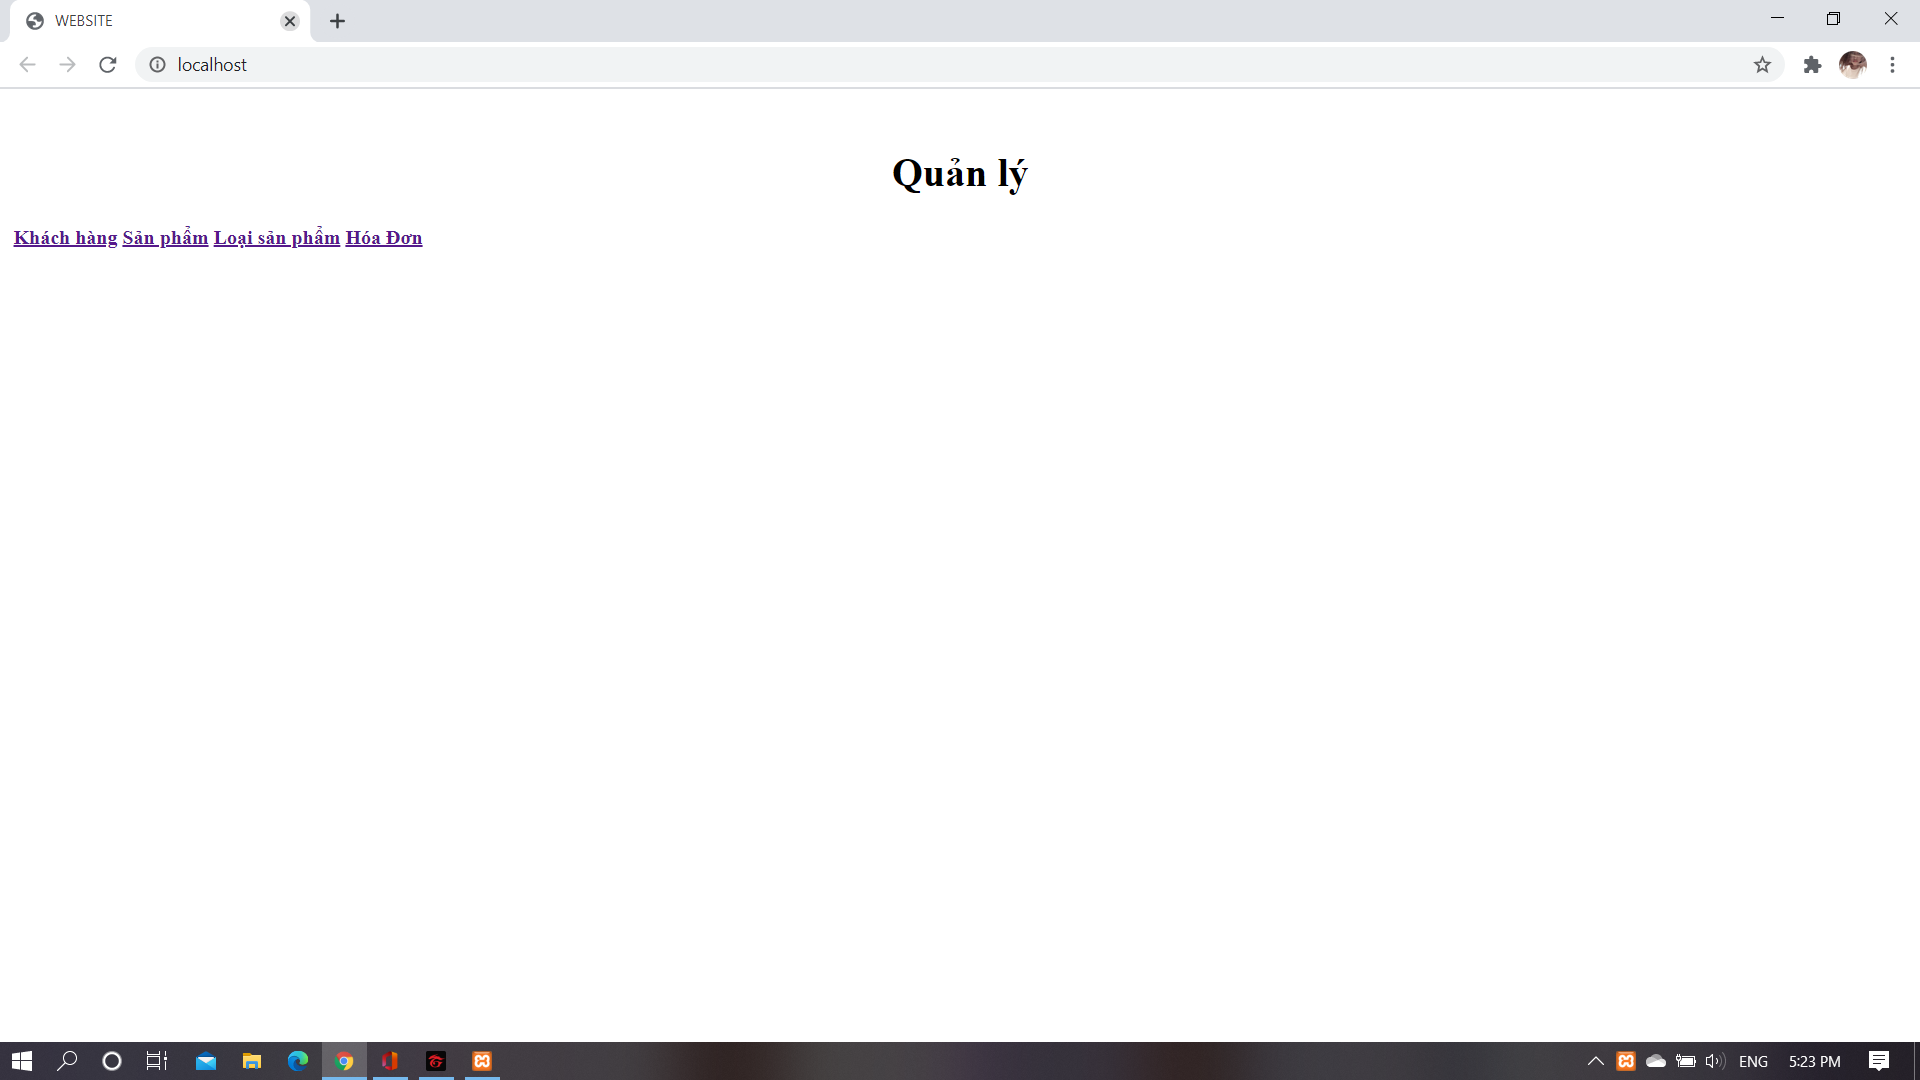 WEBSITE
localhost
Quản lý
Khách hàng Sản phẩm Loại sản phẩm Hóa Đơn
ENG 5:23 PM